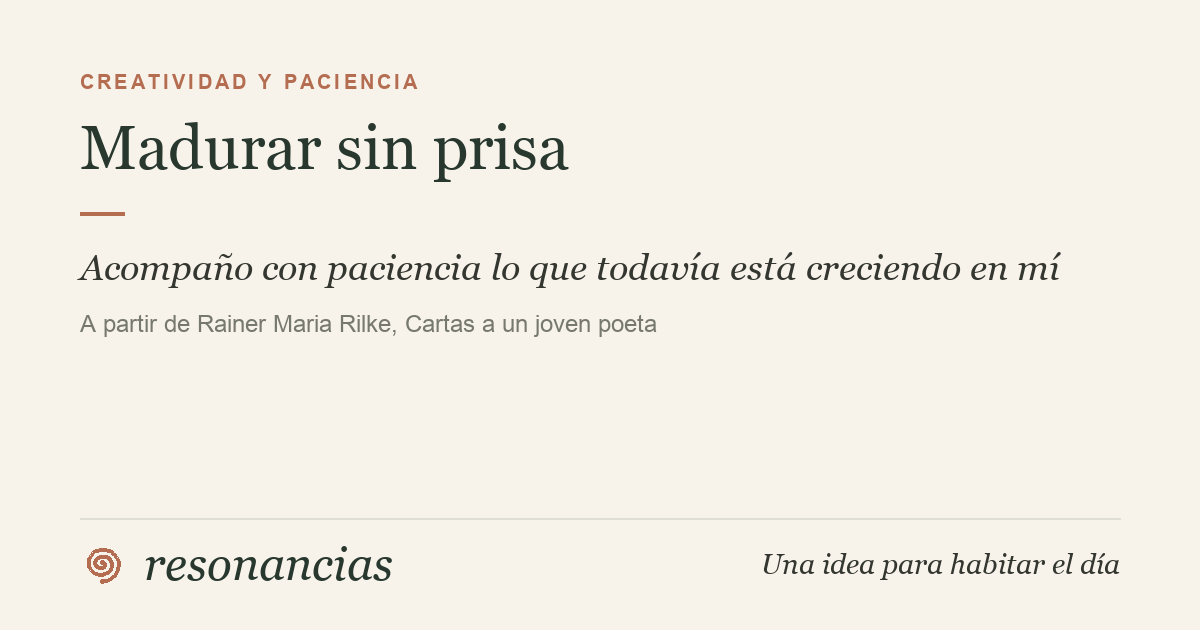 CREATIVIDAD Y PACIENCIA
Madurar sin prisa
Acompaño con paciencia lo que todavía está creciendo en mí
A partir de Rainer Maria Rilke, Cartas a un joven poeta
resonancias
Una idea para habitar el día